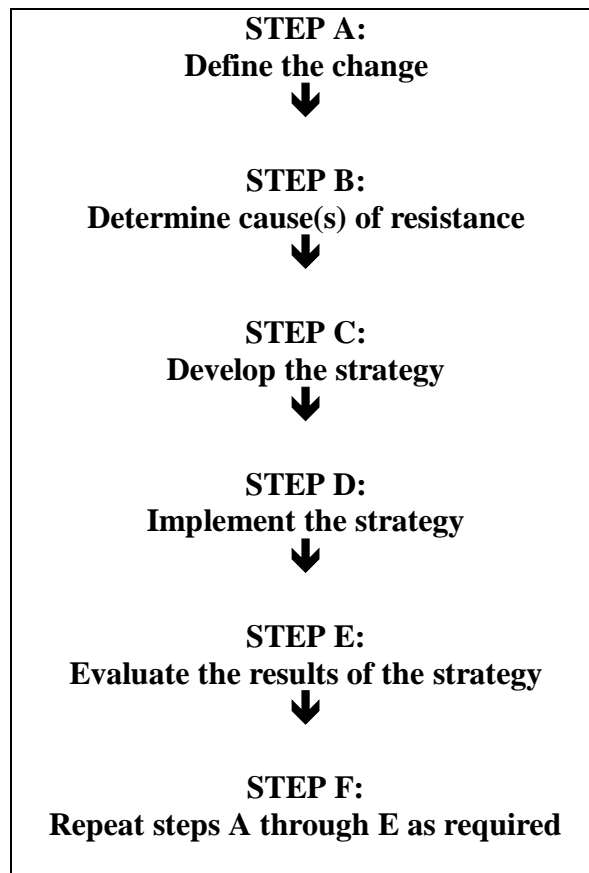 STEP A:
Define the change
STEP B:
Determine cause(s) of resistance
STEP C:
Develop the strategy
STEP D:
Implement the strategy
STEP E:
Evaluate the results of the strategy
STEP F:
Repeat steps A through E as required